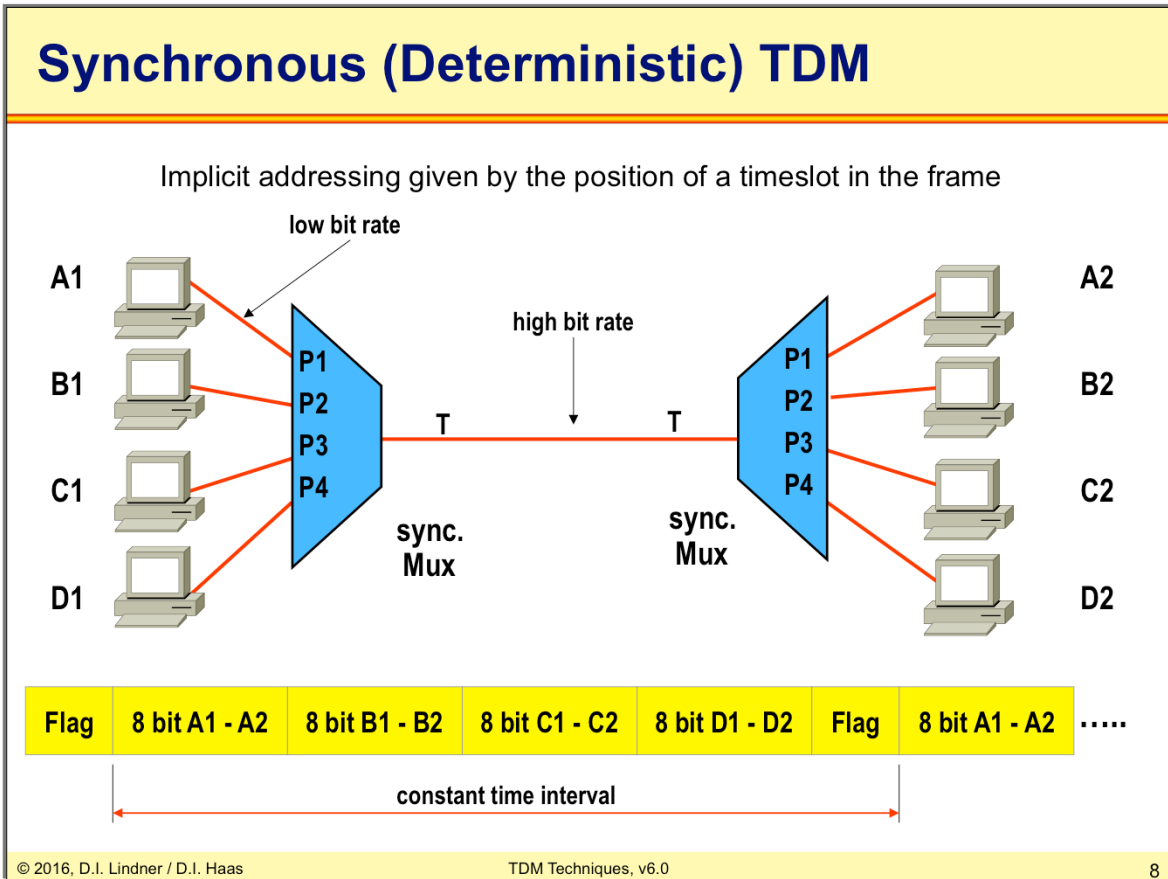 Synchronous (Deterministic) TDM
Implicit addressing given by the position of a timeslot in the frame
low bit rate
A1
A2
high bit rate
P1
P1
B1
B2
P2
P2
T
T
P3
P3
C1
C2
P4
P4
sync.
Mux
sync.
Mux
D1
D2
Flag 8 bit A1 - A2 8 bit B1 - B2 8 bit C1 - C2 8 bit D1 - D2 Flag 8 bit A1 - A2 .....
constant time interval
© 2016, D.I. Lindner / D.I. Haas
TDM Techniques, v6.0
8